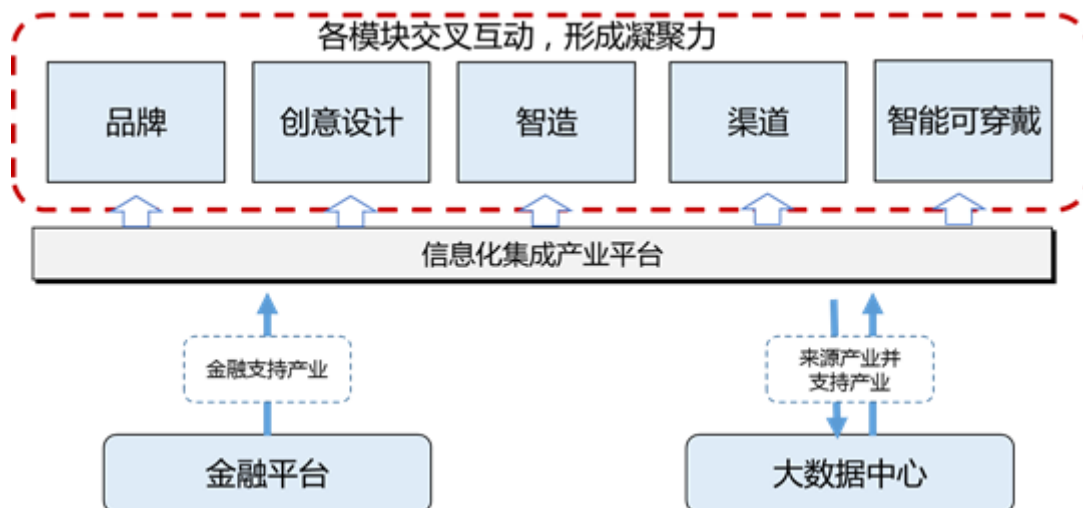 各模块交叉互动，形成凝聚力
品牌
创意设计
智造
渠道
智能可穿戴
信息化集成产业平台
金融支持产业
来源产业并
支持产业
金融平台
大数据中心